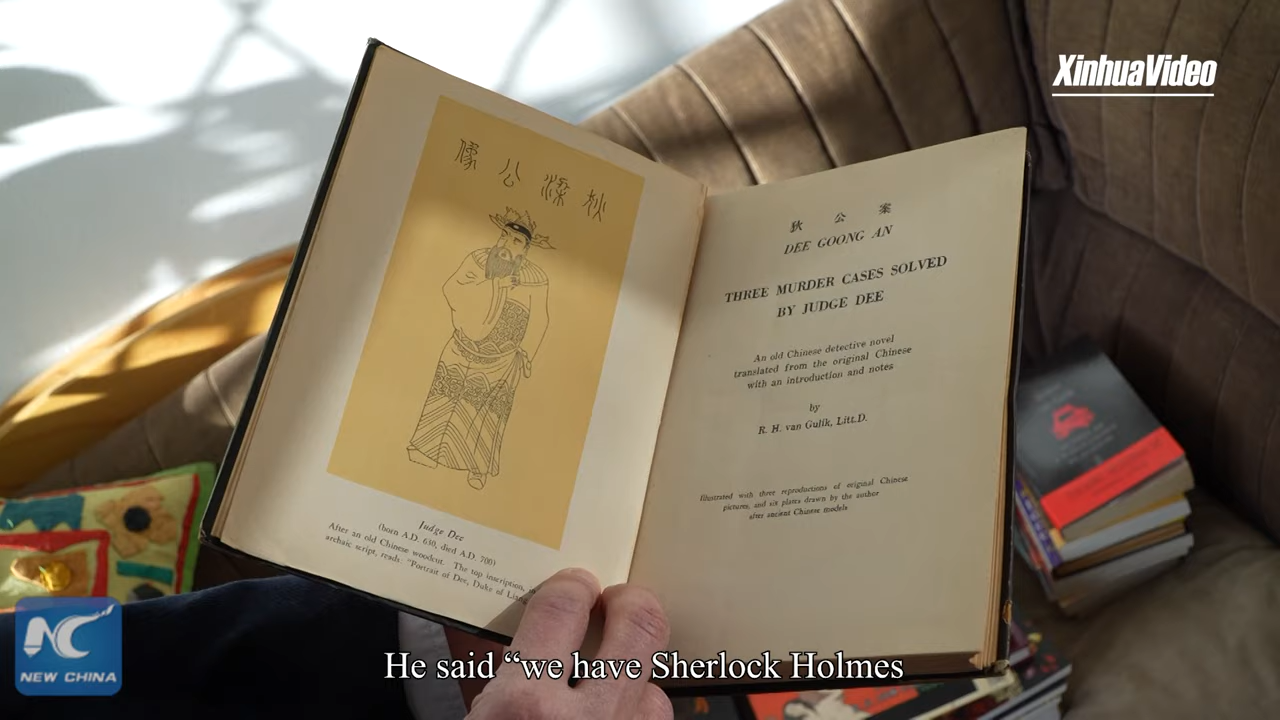 XinhuaVideo
像 公 梁 狄
Judge Dee
(born A.D. 630, died A.D. 700)
After an old Chinese woodcut. The top inscription, in
archaic script, reads: "Portrait of Dee, Duke of Liang
狄 公 案
DEE GOONG AN
THREE MURDER CASES SOLVED
BY JUDGE DEE
An old Chinese detective novel
translated from the original Chinese
with an introduction and notes
by
R. H. van Gulik, Litt.D.
Illustrated with three reproductions of original Chinese
pictures, and six plates drawn by the author
after ancient Chinese models
NC
NEW CHINA
He said “we have Sherlock Holmes